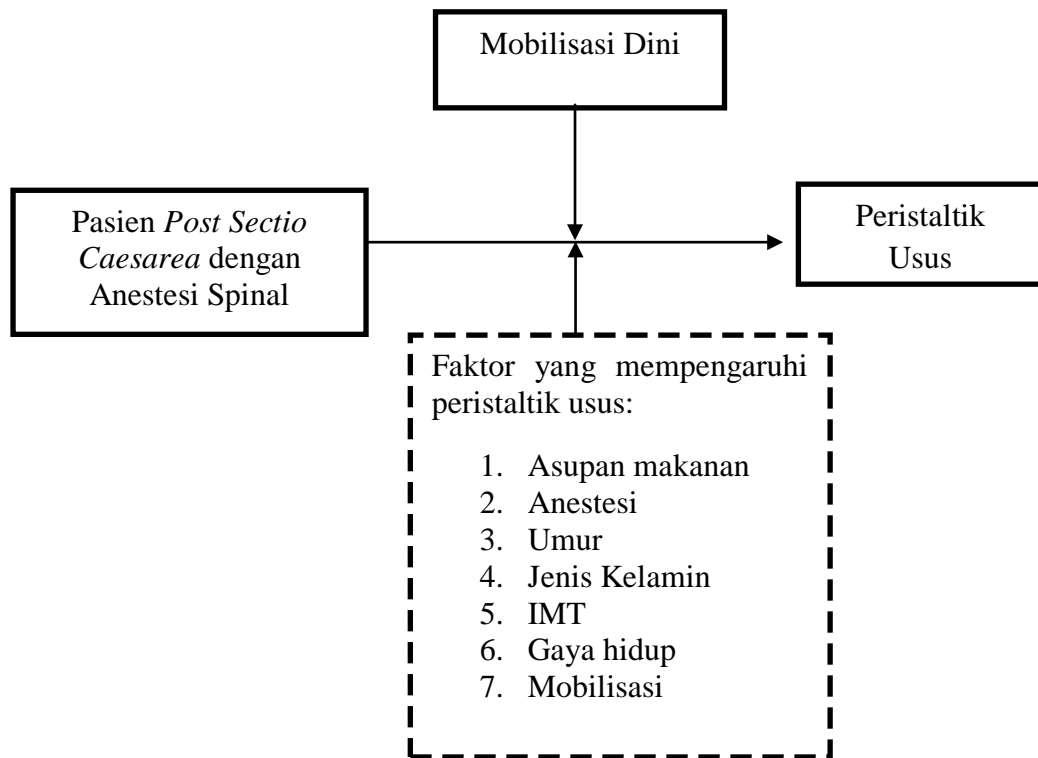 Mobilisasi Dini
Pasien Post Sectio
Caesarea dengan
Anestesi Spinal
Peristaltik
Usus
Faktor yang mempengaruhi
peristaltik usus:
1. Asupan makanan
2. Anestesi
3. Umur
4. Jenis Kelamin
5. IMT
6. Gaya hidup
7. Mobilisasi